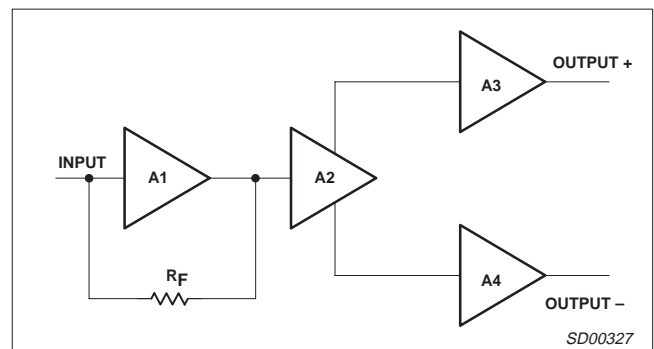 OUTPUT +
A3
INPUT
A1
A2
RF
A4
OUTPUT –
SD00327